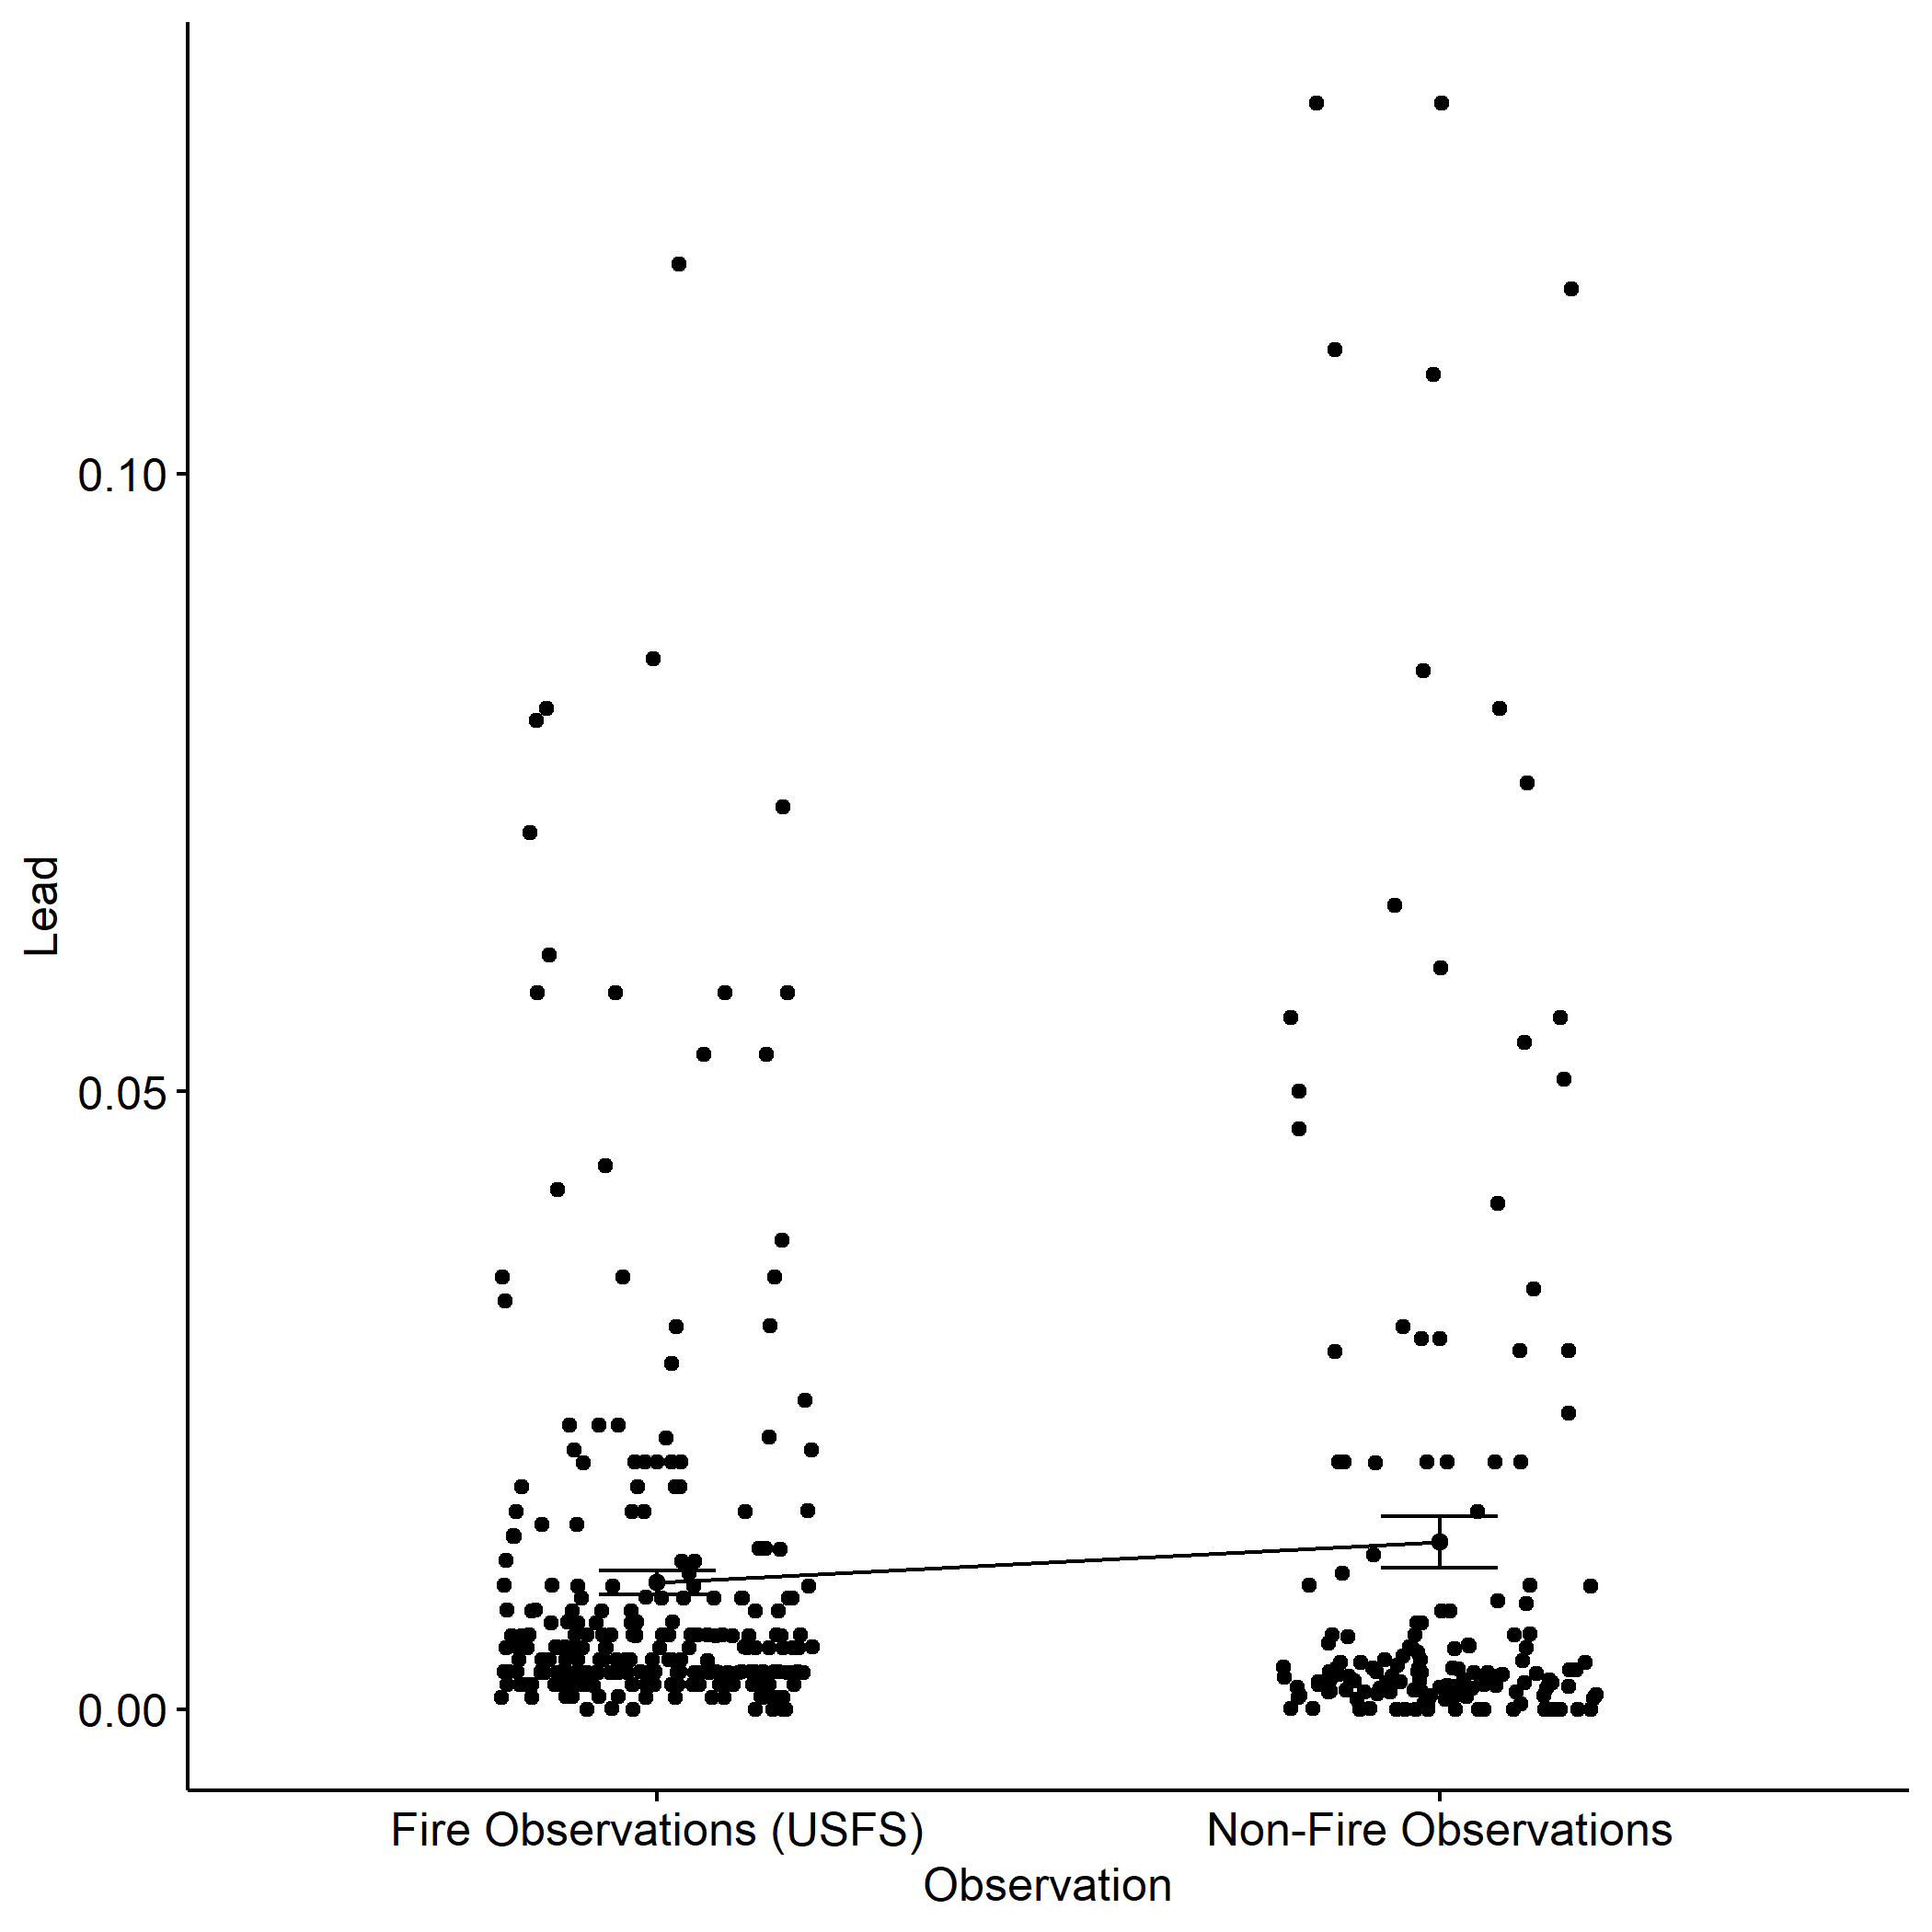 0.10
0.05
0.00
Lead
Fire Observations (USFS)
Non-Fire Observations
Observation